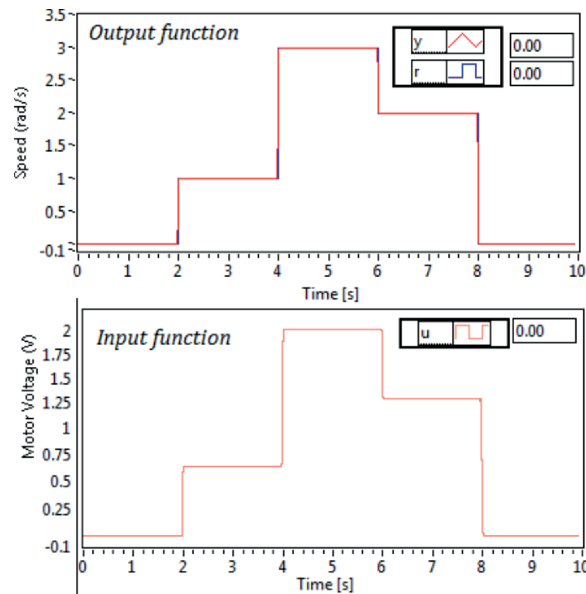 Output function
y
0.00
r
0.00
Speed (rad/s)
3.5
3
2.5
2
1.5
1
0.5
-0.1
0 1 2 3 4 5 6 7 8 9 10
Time [s]
Input function
u
0.00
Motor Voltage (V)
2
1.75
1.5
1.25
1
0.75
0.5
0.25
-0.1
0 1 2 3 4 5 6 7 8 9 10
Time [s]